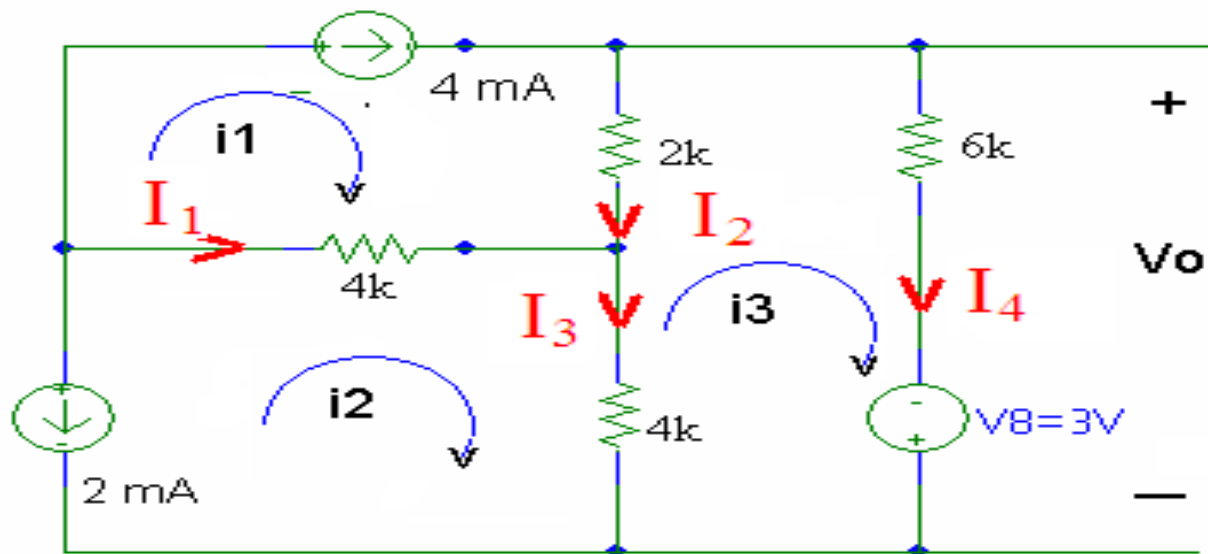 4 mA
i1
2k
6k
+
I1
I2
4k
Vo
I3
i3
I4
i2
4k
-
+
V8=3V
2 mA
—